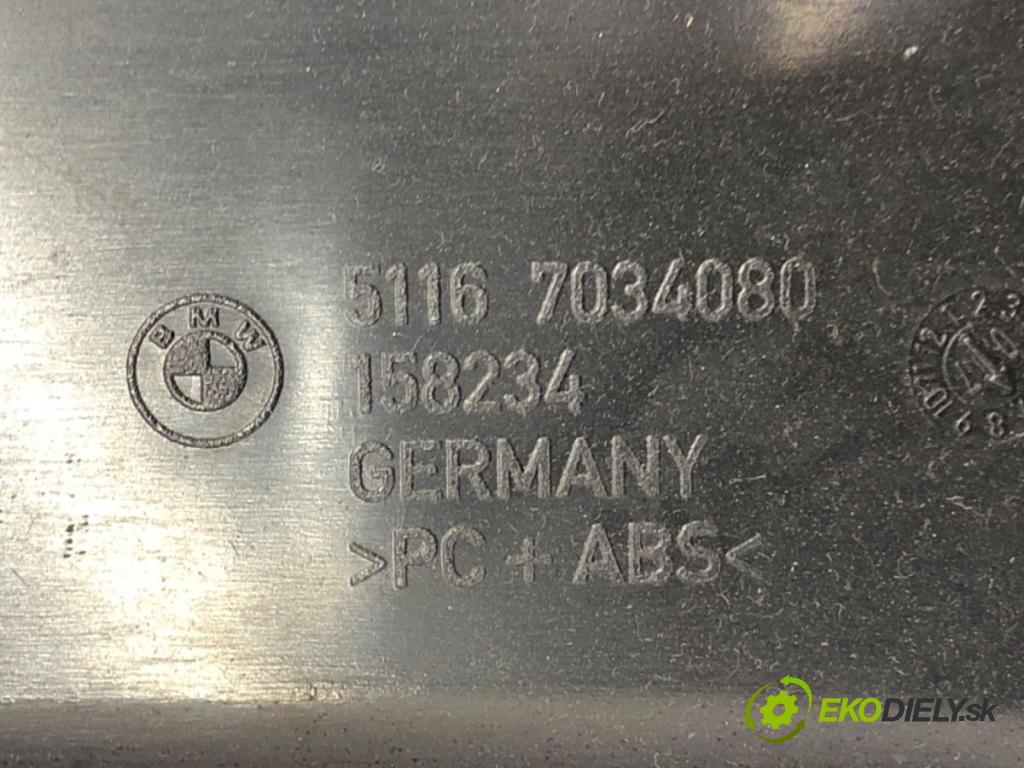 BMW
5116 7034080
158234
GERMANY
>PC + ABS<
EKODIELY.sk